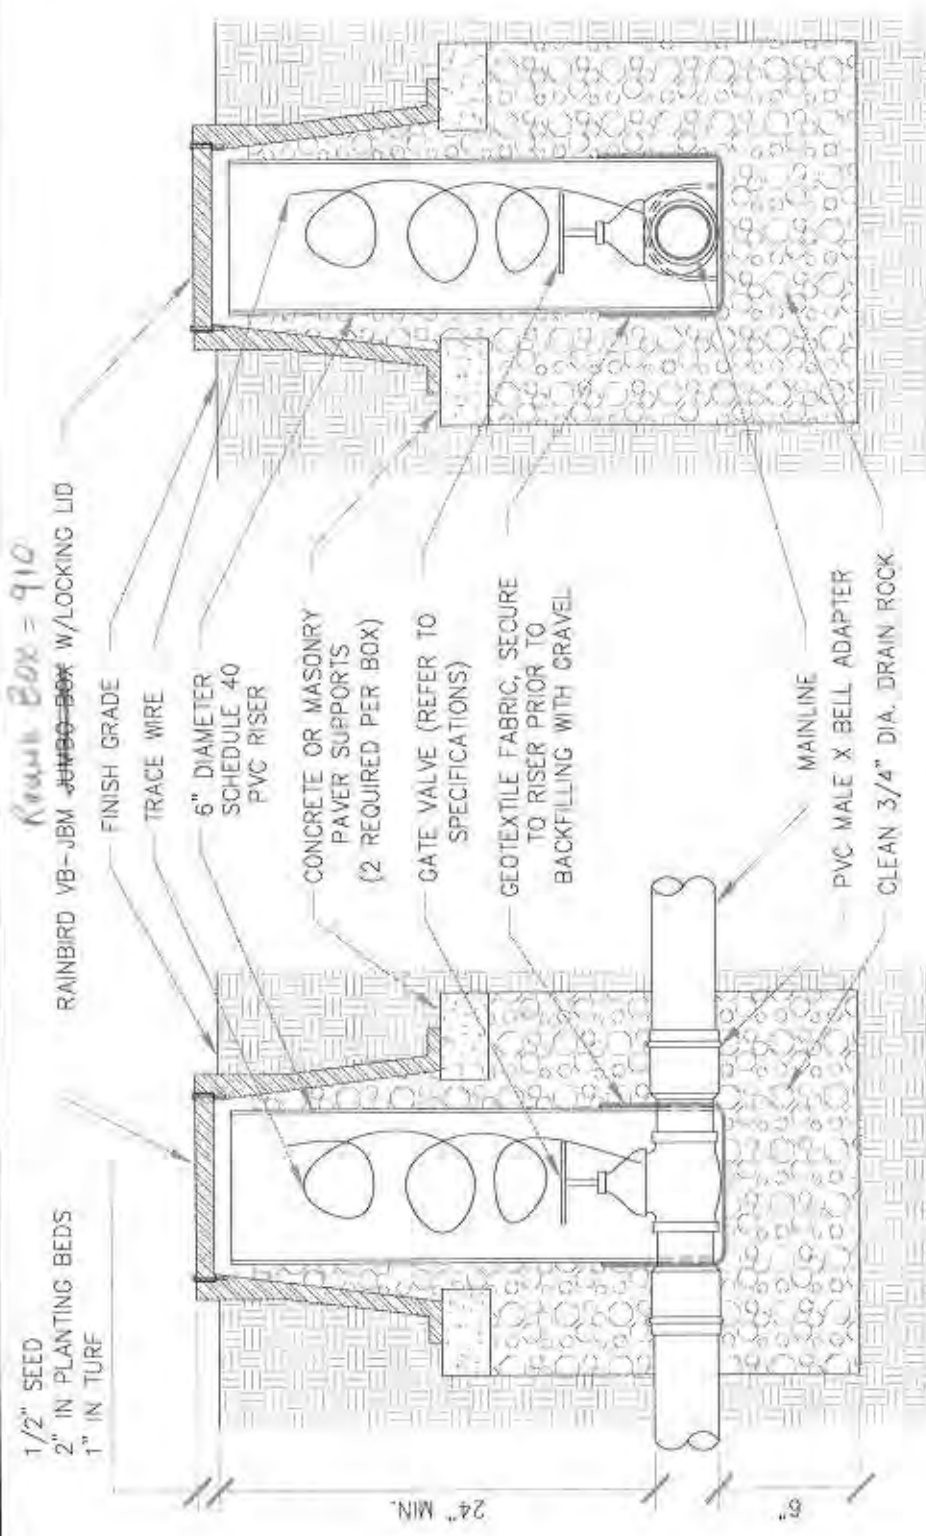 1/2" SEED
2" IN PLANTING BEDS
1" IN TURF
Round Box = 910
RAINBIRD VB-JBM JUMBO BOX W/LOCKING LID
FINISH GRADE
TRACE WIRE
6" DIAMETER
SCHEDULE 40
PVC RISER
CONCRETE OR MASONRY
PAVER SUPPORTS
(2 REQUIRED PER BOX)
GATE VALVE (REFER TO
SPECIFICATIONS)
GEOTEXTILE FABRIC, SECURE
TO RISER PRIOR TO
BACKFILLING WITH GRAVEL
MAINLINE
PVC MALE X BELL ADAPTER
CLEAN 3/4" DIA. DRAIN ROCK
24" MIN.
6"